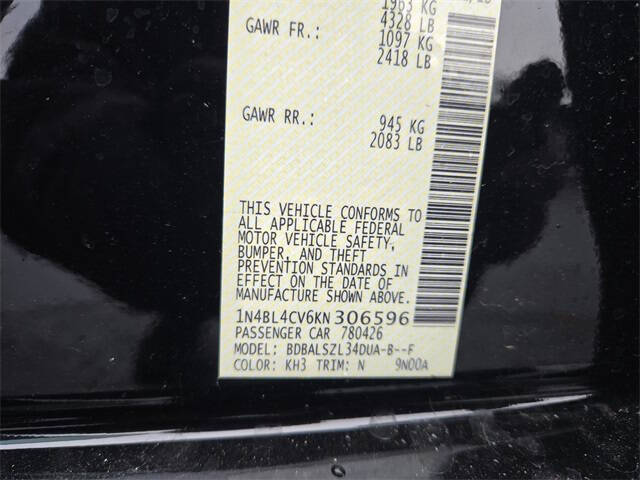 1963 KG
GAWR FR.: 4328 LB
1097 KG
2418 LB
GAWR RR.: 945 KG
2083 LB
THIS VEHICLE CONFORMS TO
ALL APPLICABLE FEDERAL
MOTOR VEHICLE SAFETY,
BUMPER, AND THEFT
PREVENTION STANDARDS IN
EFFECT ON THE DATE OF
MANUFACTURE SHOWN ABOVE.
1N4BL4CV6KN306596
PASSENGER CAR 780426
MODEL: BDBALSZL34DUA-B--F
COLOR: KH3 TRIM: N 9N00A